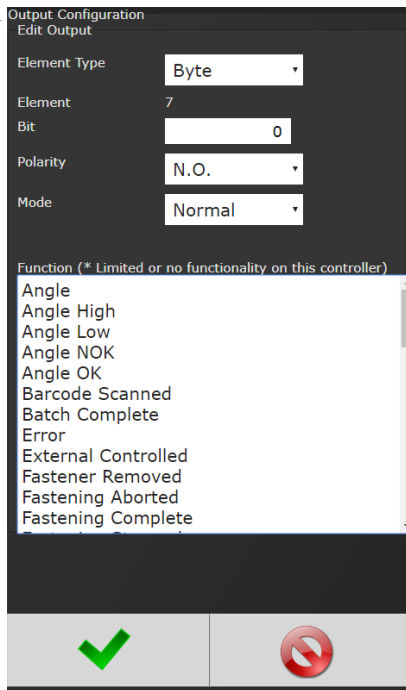 Output Configuration
Edit Output
Element Type Byte
Element 7
Bit 0
Polarity N.O.
Mode Normal
Function (* Limited or no functionality on this controller)
Angle
Angle High
Angle Low
Angle NOK
Angle OK
Barcode Scanned
Batch Complete
Error
External Controlled
Fastener Removed
Fastening Aborted
Fastening Complete